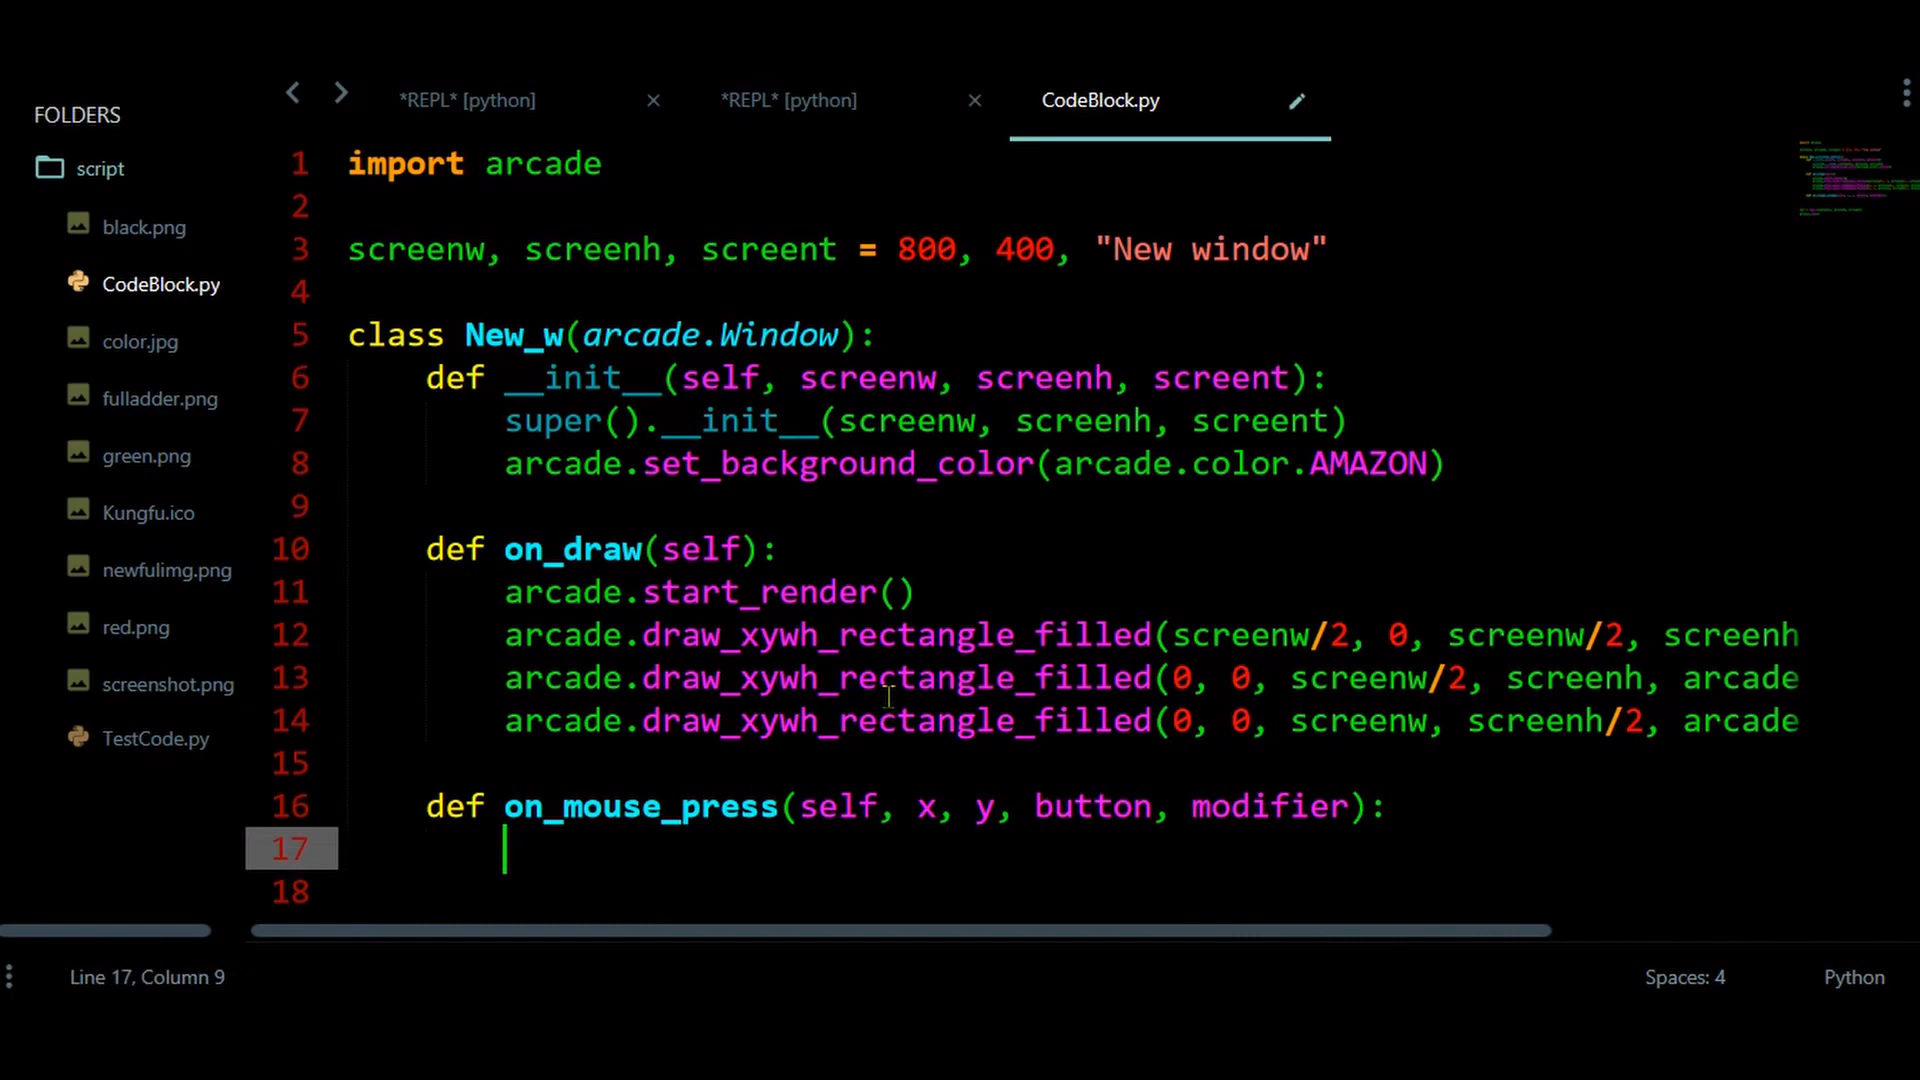 FOLDERS
script
black.png
CodeBlock.py
color.jpg
fulladder.png
green.png
Kungfu.ico
newfulimg.png
red.png
screenshot.png
TestCode.py
*REPL* [python]
*REPL* [python]
CodeBlock.py
1 import arcade
2
3 screenw, screenh, screent = 800, 400, "New window"
4
5 class New_w(arcade.Window):
6 def __init__(self, screenw, screenh, screent):
7 super().__init__(screenw, screenh, screent)
8 arcade.set_background_color(arcade.color.AMAZON)
9
10 def on_draw(self):
11 arcade.start_render()
12 arcade.draw_xywh_rectangle_filled(screenw/2, 0, screenw/2, screenh
13 arcade.draw_xywh_rectangle_filled(0, 0, screenw/2, screenh, arcade
14 arcade.draw_xywh_rectangle_filled(0, 0, screenw, screenh/2, arcade
15
16 def on_mouse_press(self, x, y, button, modifier):
17
18
Line 17, Column 9
Spaces: 4
Python